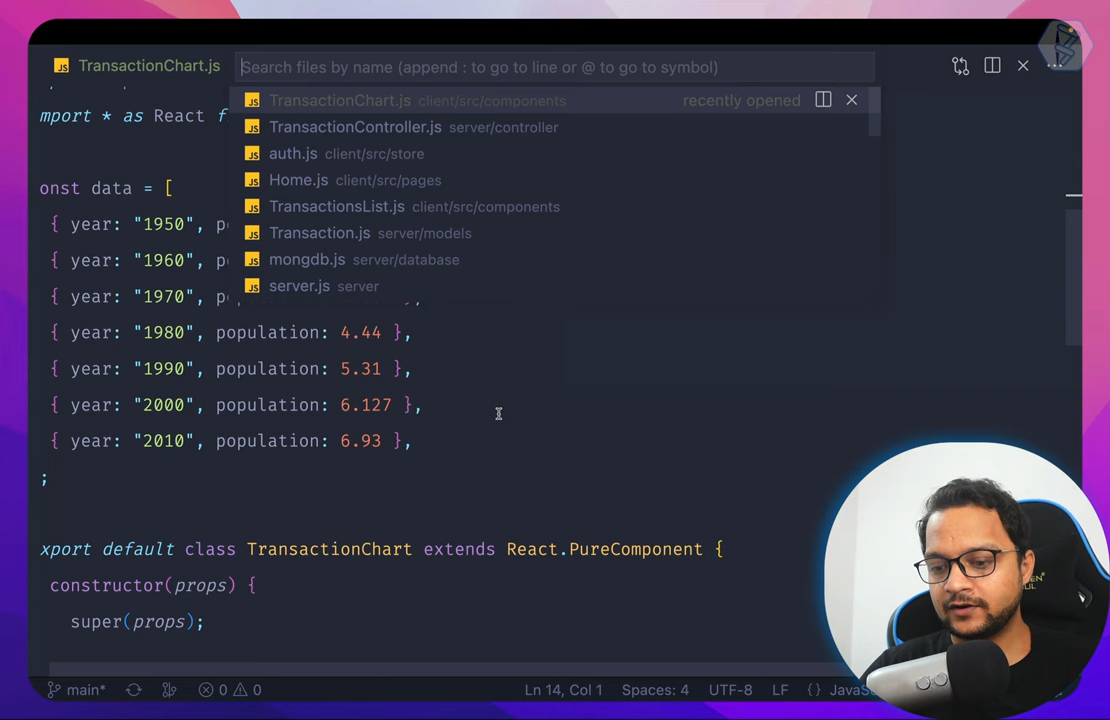 TransactionChart.js
Search files by name (append : to go to line or @ to go to symbol)
TransactionChart.js client/src/components recently opened
TransactionController.js server/controller
auth.js client/src/store
Home.js client/src/pages
TransactionsList.js client/src/components
Transaction.js server/models
mongdb.js server/database
server.js server
mport * as React f
onst data = [
{ year: "1950", p
{ year: "1960", p
{ year: "1970", p },
{ year: "1980", population: 4.44 },
{ year: "1990", population: 5.31 },
{ year: "2000", population: 6.127 },
{ year: "2010", population: 6.93 },
;
xport default class TransactionChart extends React.PureComponent {
constructor(props) {
super(props);
main* 0 0 Ln 14, Col 1 Spaces: 4 UTF-8 LF {}